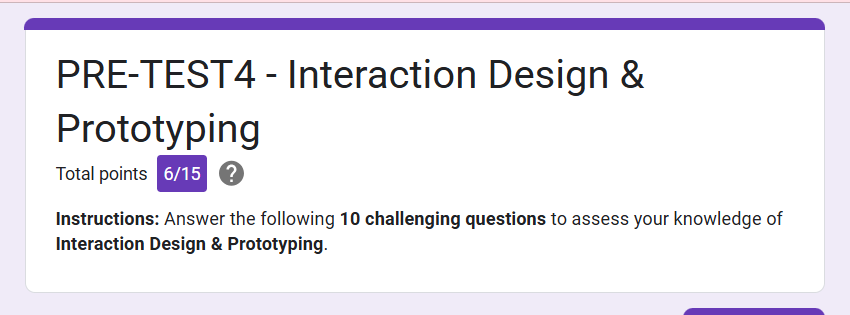 PRE-TEST4 - Interaction Design &
Prototyping
Total points 6/15 ?
Instructions: Answer the following 10 challenging questions to assess your knowledge of
Interaction Design & Prototyping.